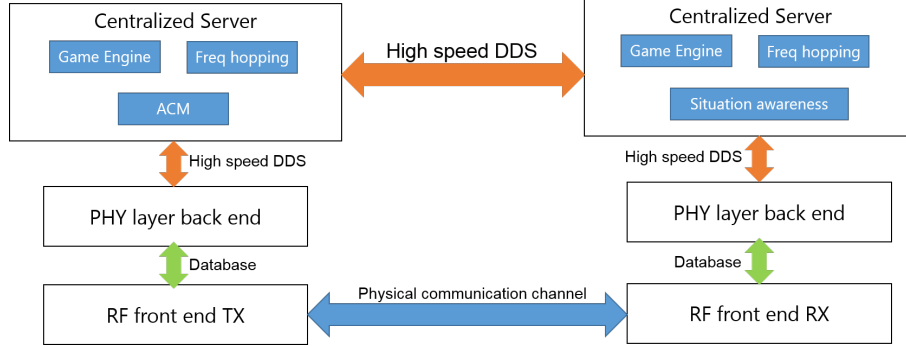 Centralized Server
Game Engine
Freq hopping
ACM
High speed DDS
Centralized Server
Game Engine
Freq hopping
Situation awareness
High speed DDS
High speed DDS
PHY layer back end
PHY layer back end
Database
Database
RF front end TX
Physical communication channel
RF front end RX